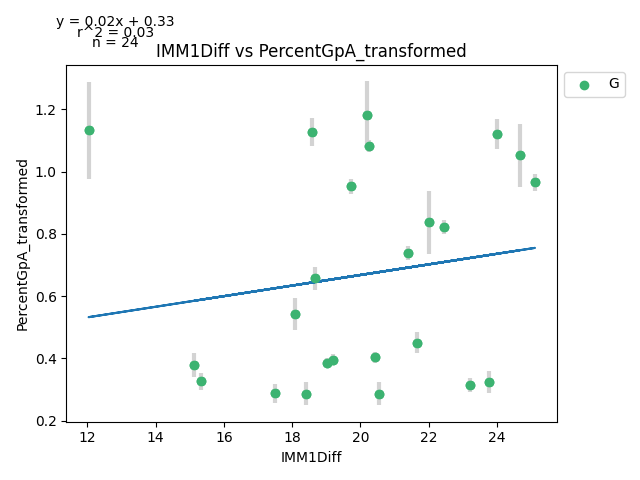 y = 0.02x + 0.33
r^2 = 0.03
n = 24
IMM1Diff vs PercentGpA_transformed
G
PercentGpA_transformed
1.2
1.0
0.8
0.6
0.4
0.2
12 14 16 18 20 22 24
IMM1Diff